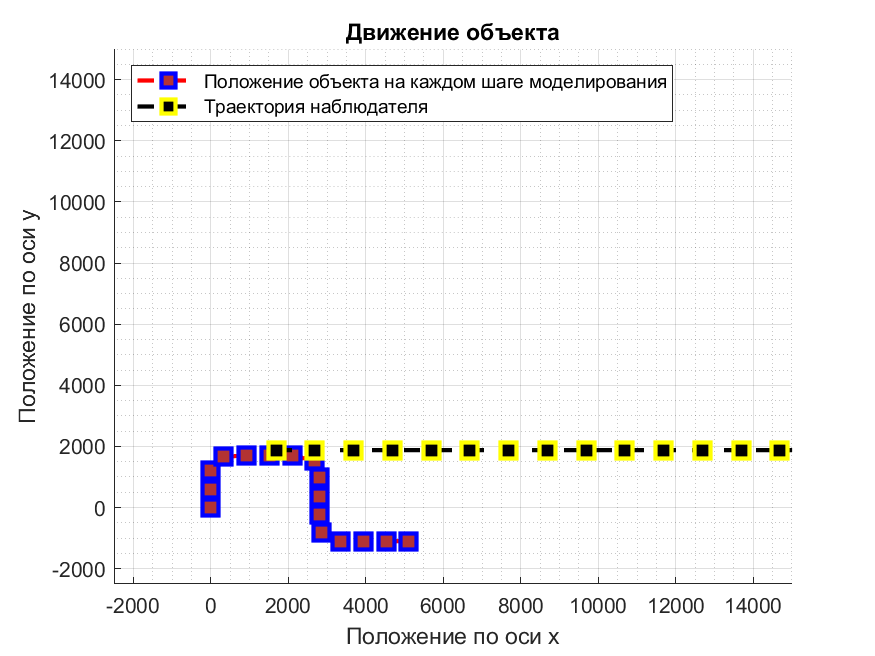 Движение объекта
Положение объекта на каждом шаге моделирования
Траектория наблюдателя
14000
12000
10000
8000
6000
4000
2000
0
-2000
Положение по оси y
-2000 0 2000 4000 6000 8000 10000 12000 14000
Положение по оси x